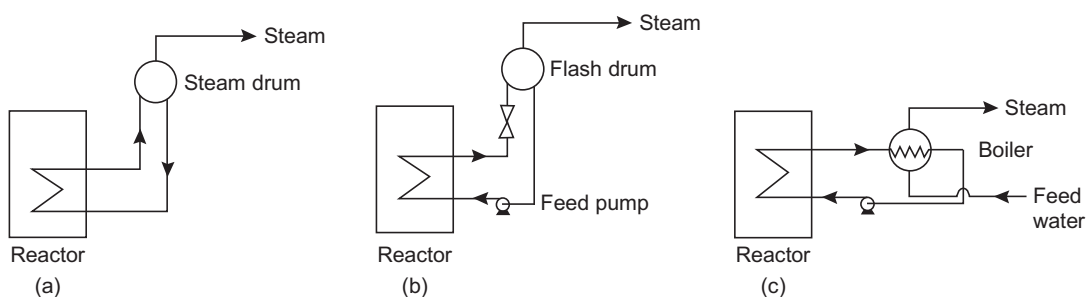 Steam
Steam drum
Reactor
(a)
Steam
Flash drum
Feed pump
Reactor
(b)
Steam
Boiler
Feed
water
Reactor
(c)